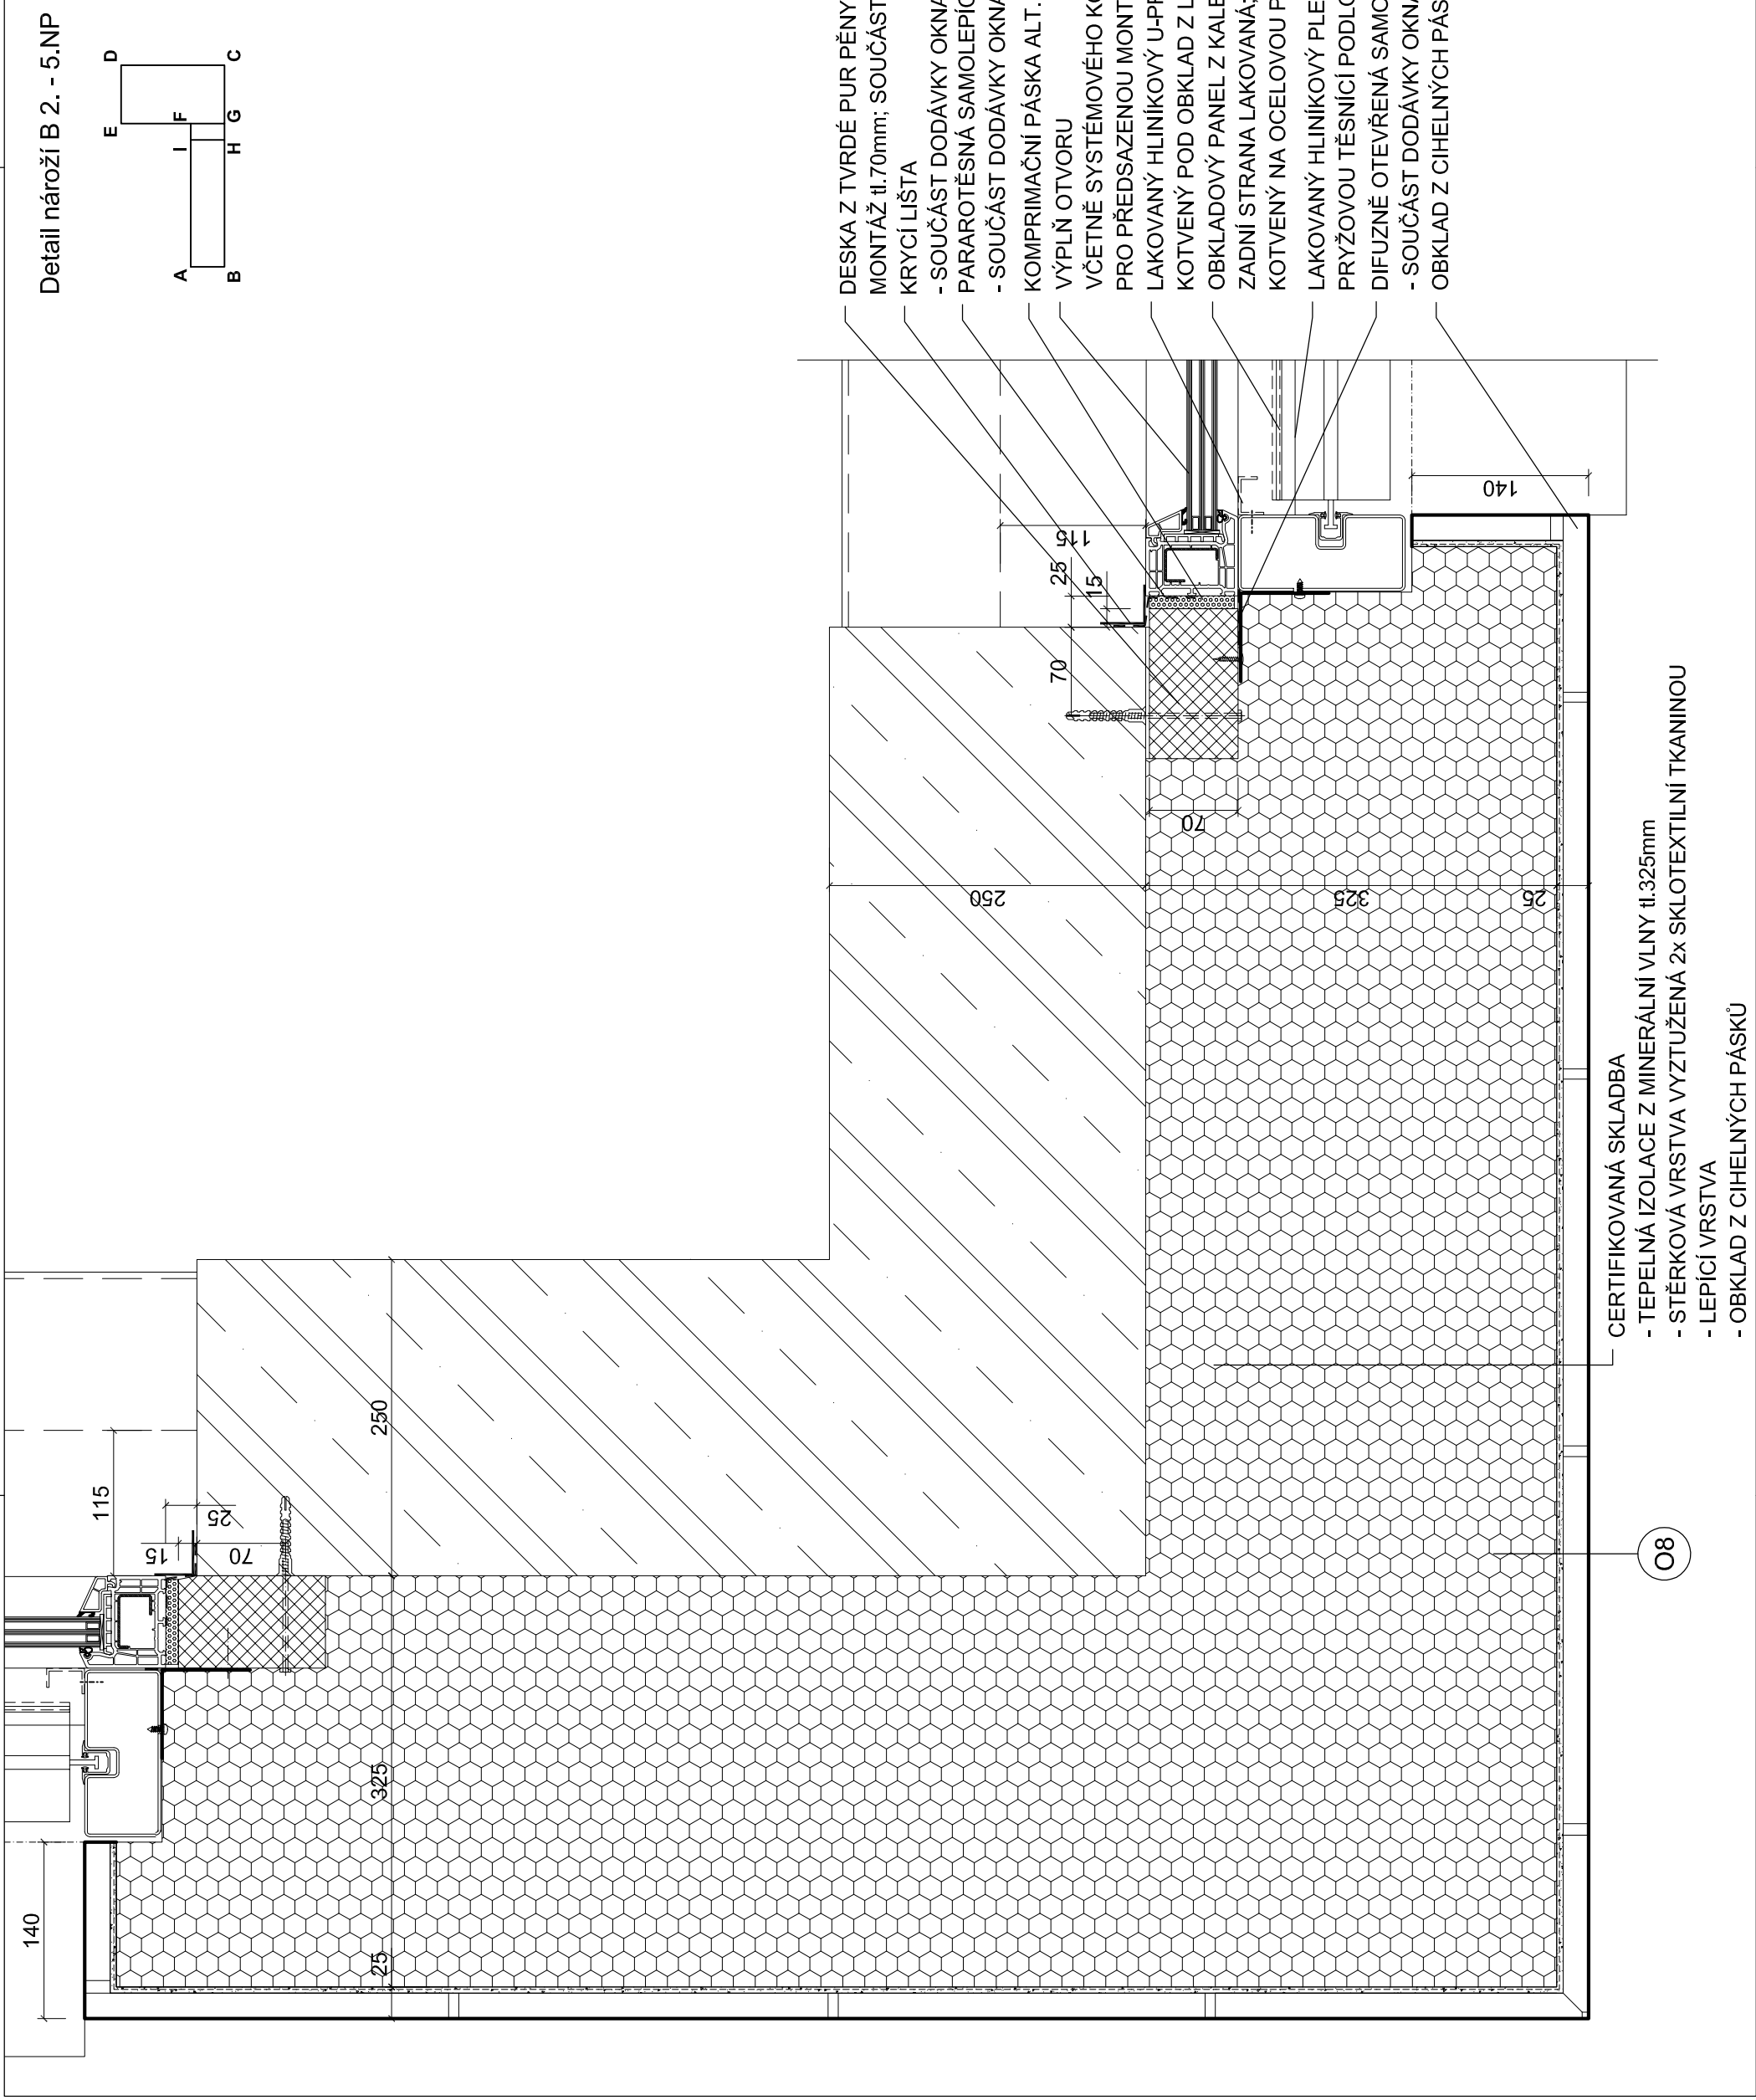 Detail nároží B 2. - 5.NP
E
D
A
I
F
B
H
G
C
DESKA Z TVRDÉ PUR PĚNY
MONTÁŽ tl.70mm; SOUČÁST
KRYCÍ LIŠTA
- SOUČÁST DODÁVKY OKNA
PAROTĚSNÁ SAMOLEPÍC
- SOUČÁST DODÁVKY OKNA
KOMPRIMAČNÍ PÁSKA ALT.
VÝPLŇ OTVORU
VČETNĚ SYSTÉMOVÉHO KO
PRO PŘEDSAZENOU MONT
LAKOVANÝ HLINÍKOVÝ U-PR
KOTVENÝ POD OBKLAD Z L
OBKLADOVÝ PANEL Z KALE
ZADNÍ STRANA LAKOVANÁ;
KOTVENÝ NA OCELOVOU P
LAKOVANÝ HLINÍKOVÝ PLE
PRYŽOVOU TĚSNÍCÍ PODLO
DIFUZNĚ OTEVŘENÁ SAMO
- SOUČÁST DODÁVKY OKNA
OBKLAD Z CIHELNÝCH PÁS
140
115
25
15
70
70
250
325
25
115
25
15
70
250
325
25
140
CERTIFIKOVANÁ SKLADBA
- TEPELNÁ IZOLACE Z MINERÁLNÍ VLNY tl.325mm
- STĚRKOVÁ VRSTVA VYZTUŽENÁ 2x SKLOTEXTILNÍ TKANINOU
- LEPÍCÍ VRSTVA
- OBKLAD Z CIHELNÝCH PÁSKŮ
O8